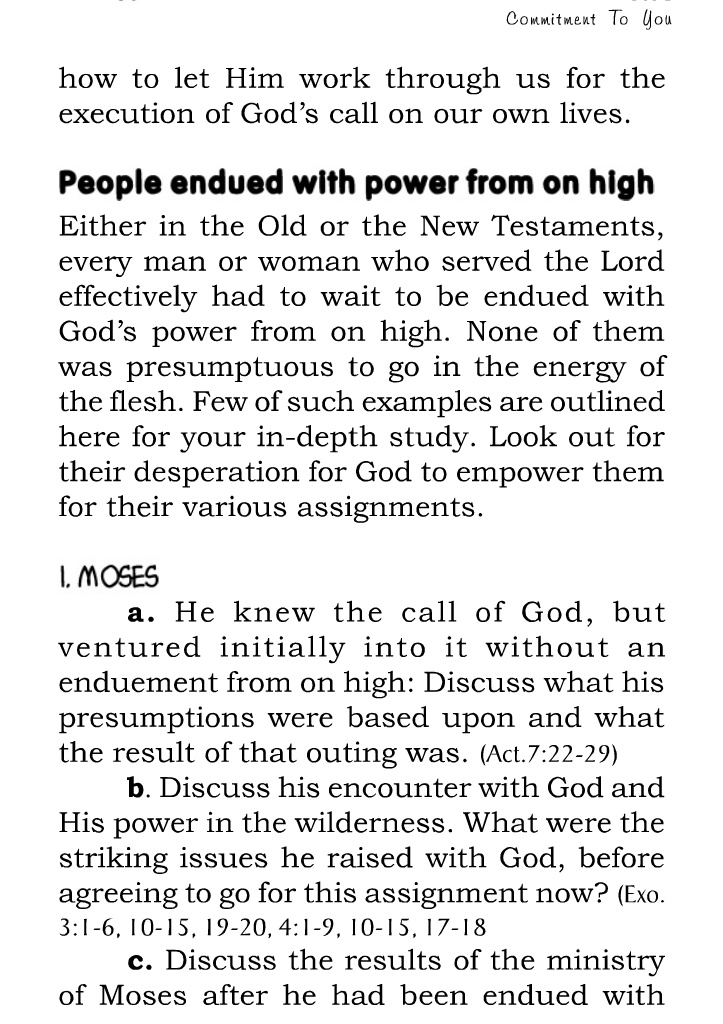 Commitment To You
how to let Him work through us for the
execution of God's call on our own lives.
People endued with power from on high
Either in the Old or the New Testaments,
every man or woman who served the Lord
effectively had to wait to be endued with
God's power from on high. None of them
was presumptuous to go in the energy of
the flesh. Few of such examples are outlined
here for your in-depth study. Look out for
their desperation for God to empower them
for their various assignments.
1. MOSES
a. He knew the call of God, but
ventured initially into it without an
enduement from on high: Discuss what his
presumptions were based upon and what
the result of that outing was. (Act.7:22-29)
b. Discuss his encounter with God and
His power in the wilderness. What were the
striking issues he raised with God, before
agreeing to go for this assignment now? (Exo.
3:1-6, 10-15, 19-20, 4:1-9, 10-15, 17-18
c. Discuss the results of the ministry
of Moses after he had been endued with